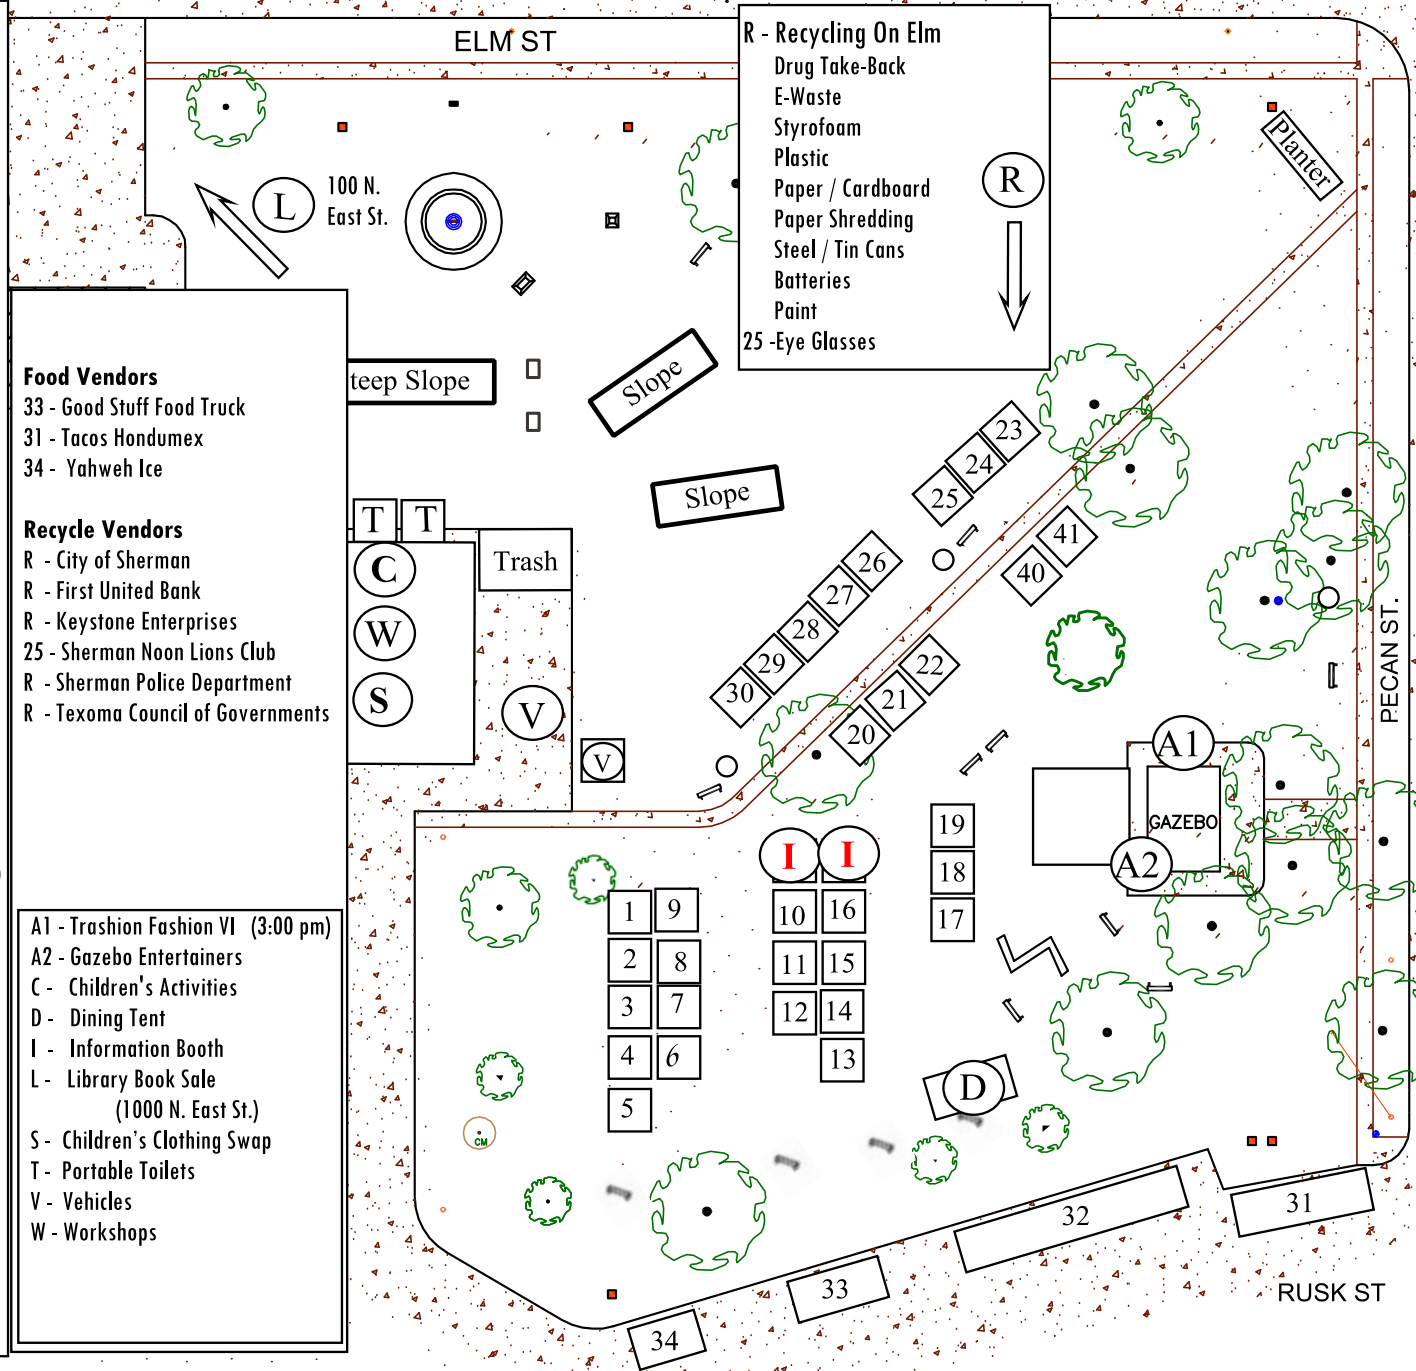 ELM ST
R - Recycling On Elm
Drug Take-Back
E-Waste
Styrofoam
Plastic
Paper / Cardboard
Paper Shredding
Steel / Tin Cans
Batteries
Paint
25 -Eye Glasses
R
Planter
L
100 N.
East St.
Food Vendors
33 - Good Stuff Food Truck
31 - Tacos Hondumex
34 - Yahweh Ice
Recycle Vendors
R - City of Sherman
R - First United Bank
R - Keystone Enterprises
25 - Sherman Noon Lions Club
R - Sherman Police Department
R - Texoma Council of Governments
teep Slope
Slope
Slope
T T
C
W
S
Trash
V
V
23
24
25
26
27
28
29
30
41
40
22
21
20
PECAN ST.
A1
GAZEBO
A2
19
18
17
I I
1 9
2 8
3 7
4 6
5
10 16
11 15
12 14
13
D
CM
A1 - Trashion Fashion VI (3:00 pm)
A2 - Gazebo Entertainers
C - Children's Activities
D - Dining Tent
I - Information Booth
L - Library Book Sale
(1000 N. East St.)
S - Children's Clothing Swap
T - Portable Toilets
V - Vehicles
W - Workshops
31
32
33
34
RUSK ST